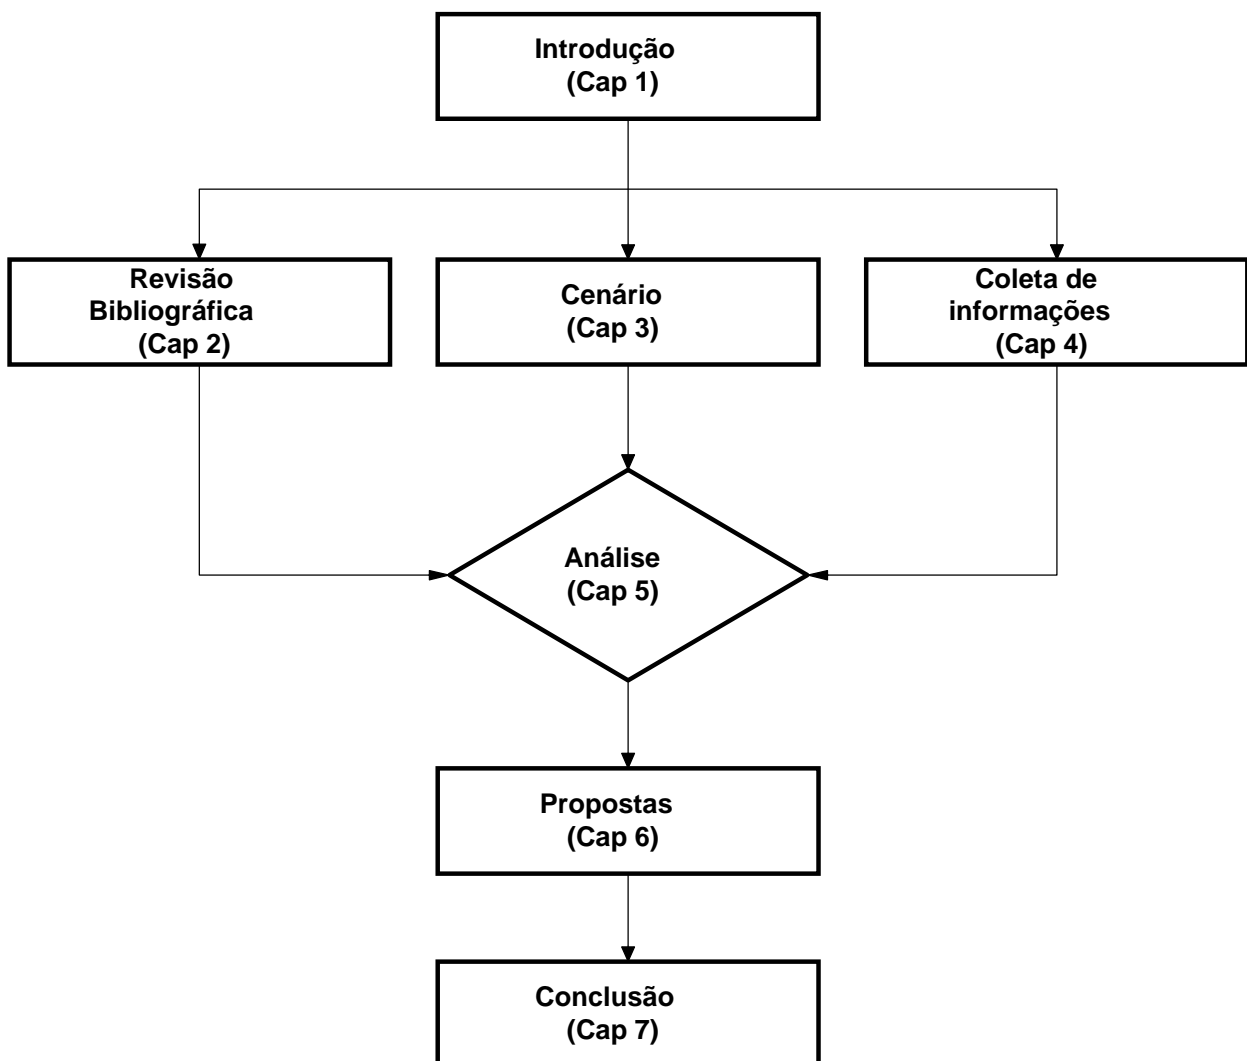 Introdução
(Cap 1)
Revisão
Bibliográfica
(Cap 2)
Cenário
(Cap 3)
Coleta de
informações
(Cap 4)
Análise
(Cap 5)
Propostas
(Cap 6)
Conclusão
(Cap 7)